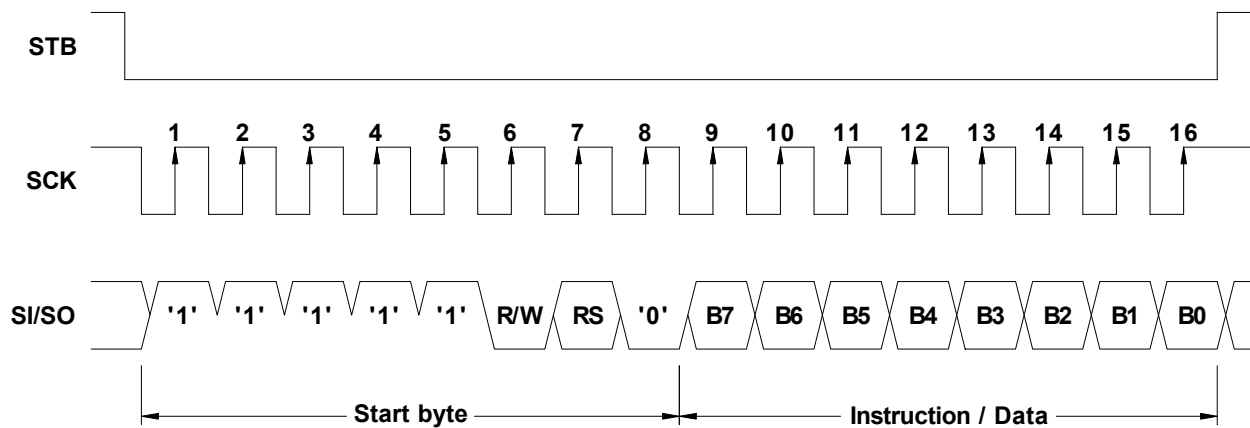 STB
1 2 3 4 5 6 7 8 9 10 11 12 13 14 15 16
SCK
SI/SO '1' '1' '1' '1' '1' R/W RS '0' B7 B6 B5 B4 B3 B2 B1 B0
Start byte Instruction / Data